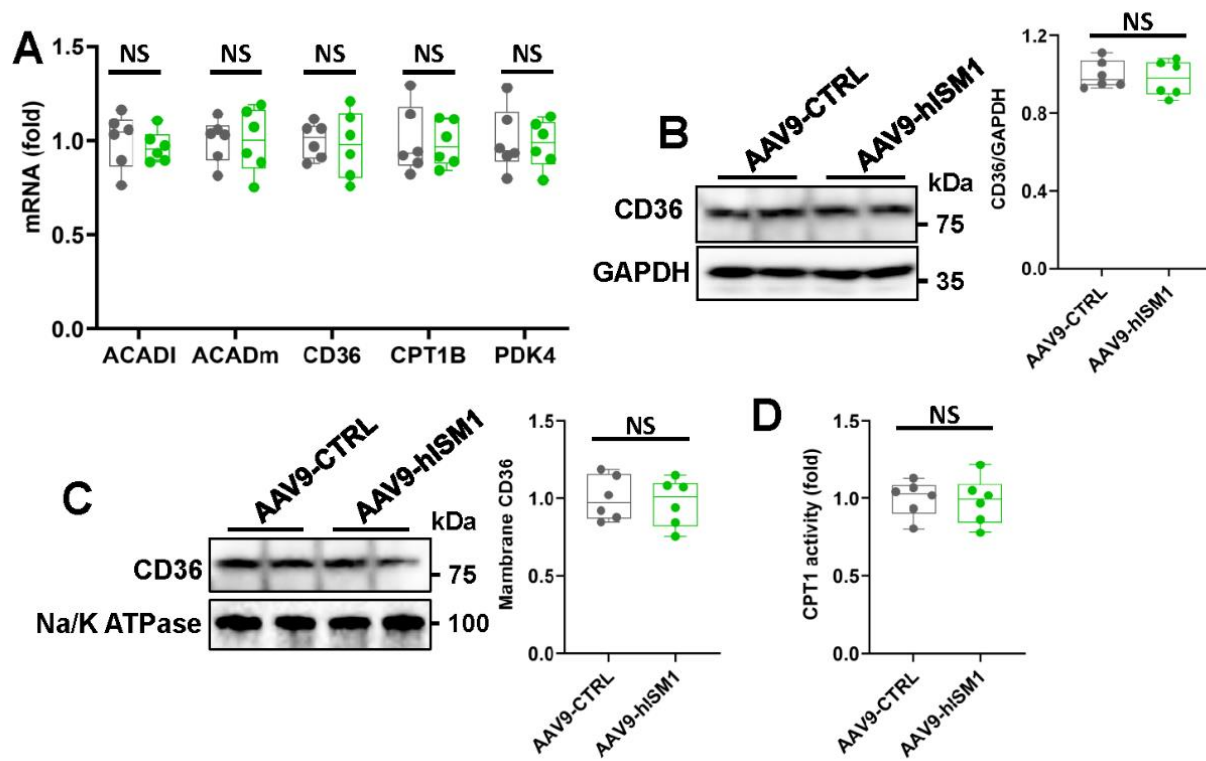 A
mRNA (fold)
1.5
1.0
0.5
0.0
NS NS NS NS NS
ACADl ACADm CD36 CPT1B PDK4
B
AAV9-CTRL AAV9-hISM1
kDa
CD36
75
GAPDH
35
CD36/GAPDH
1.2
0.8
0.4
0.0
NS
AAV9-CTRL AAV9-hISM1
C
AAV9-CTRL AAV9-hISM1
kDa
CD36
75
Na/K ATPase
100
Mambrane CD36
1.5
1.0
0.5
0.0
NS
AAV9-CTRL AAV9-hISM1
D
CPT1 activity (fold)
1.5
1.0
0.5
0.0
NS
AAV9-CTRL AAV9-hISM1